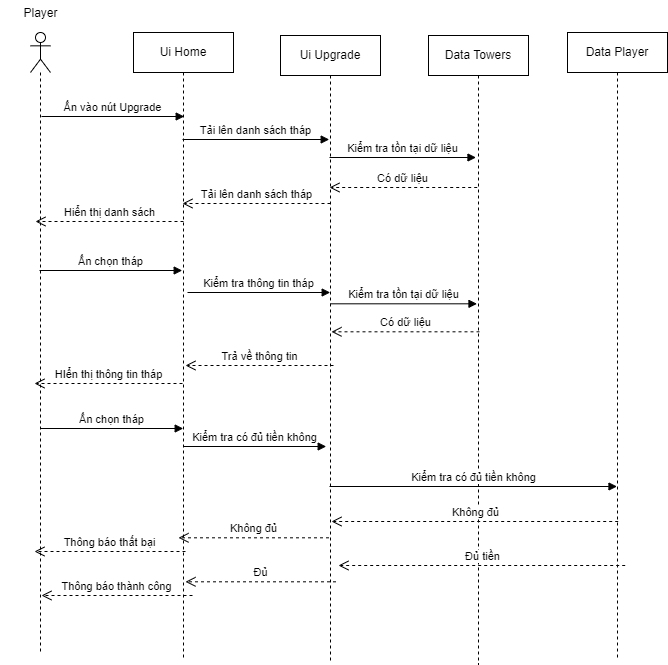 Player
Ui Home
Ui Upgrade
Data Towers
Data Player
Ấn vào nút Upgrade
Tải lên danh sách tháp
Kiểm tra tồn tại dữ liệu
Có dữ liệu
Tải lên danh sách tháp
Hiển thị danh sách
Ấn chọn tháp
Kiểm tra thông tin tháp
Kiểm tra tồn tại dữ liệu
Có dữ liệu
Trả về thông tin
HIển thị thông tin tháp
Ấn chọn tháp
Kiểm tra có đủ tiền không
Kiểm tra có đủ tiền không
Không đủ
Không đủ
Thông báo thất bại
Đủ tiền
Đủ
Thông báo thành công